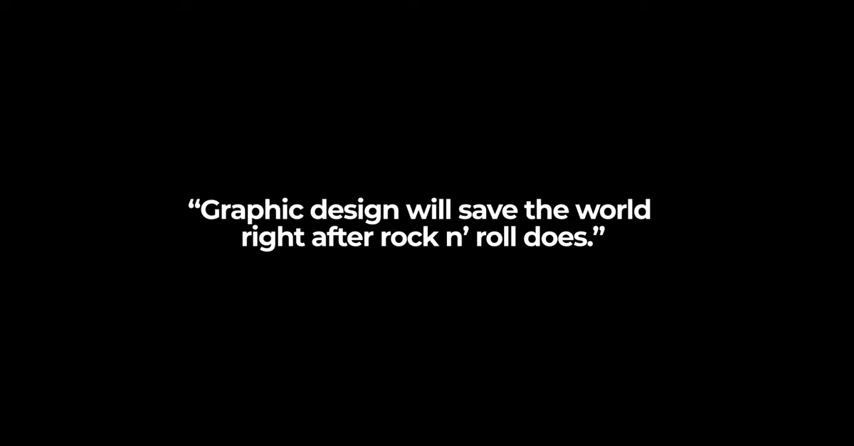 “Graphic design will save the world
right after rock n’ roll does.”